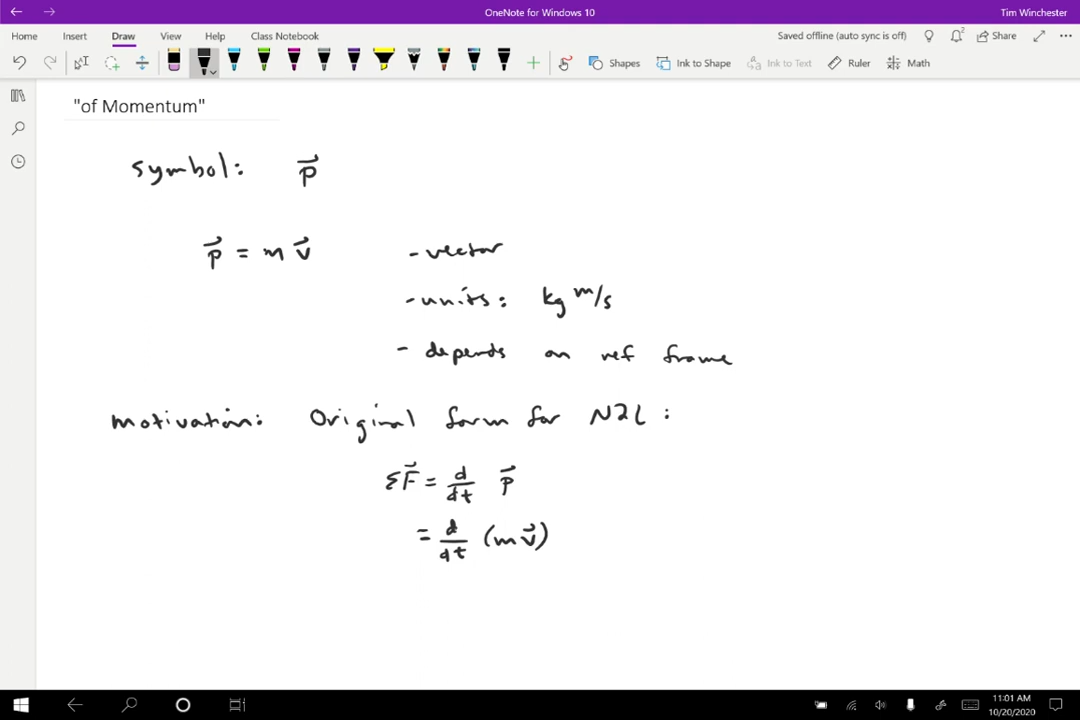 OneNote for Windows 10
Tim Winchester
Home Insert Draw View Help Class Notebook
Saved offline (auto sync is off) 2 Share
Shapes Ink to Shape Ink to Text Ruler Math
"of Momentum"
symbol: p⃗
p⃗ = m v⃗ - vector
- units: kg m/s
- depends on ref frame
motivation: Original form for N2L:
ΣF⃗ = d/dt p⃗
= d/dt (m v⃗)
11:01 AM
10/20/2020